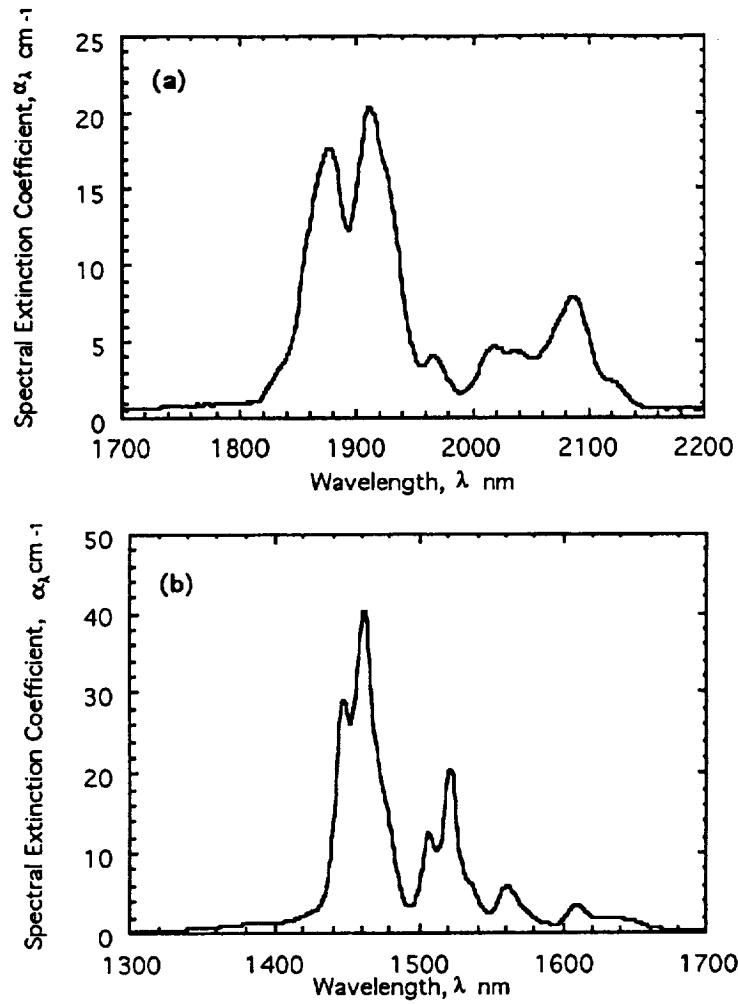 Spectral Extinction Coefficient, αλ cm -1
25
20
15
10
5
0
(a)
1700 1800 1900 2000 2100 2200
Wavelength, λ nm
Spectral Extinction Coefficient, αλ cm -1
50
40
30
20
10
0
(b)
1300 1400 1500 1600 1700
Wavelength, λ nm